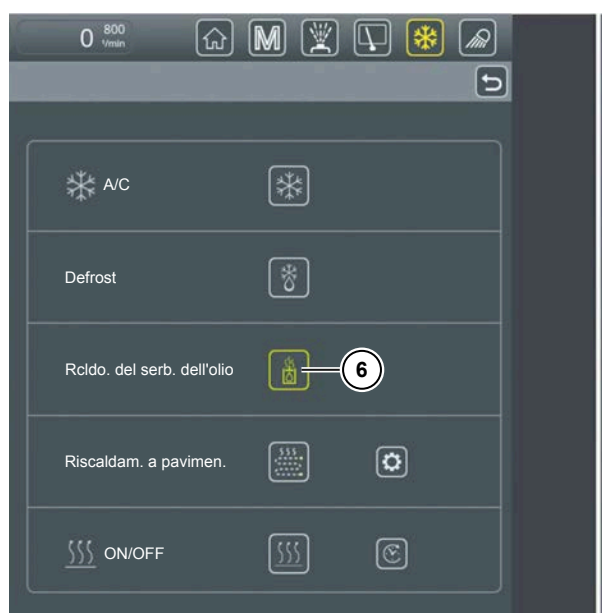 0 800
1/min
M
A/C
Defrost
Rcldo. del serb. dell'olio
6
Riscaldam. a pavimen.
ON/OFF